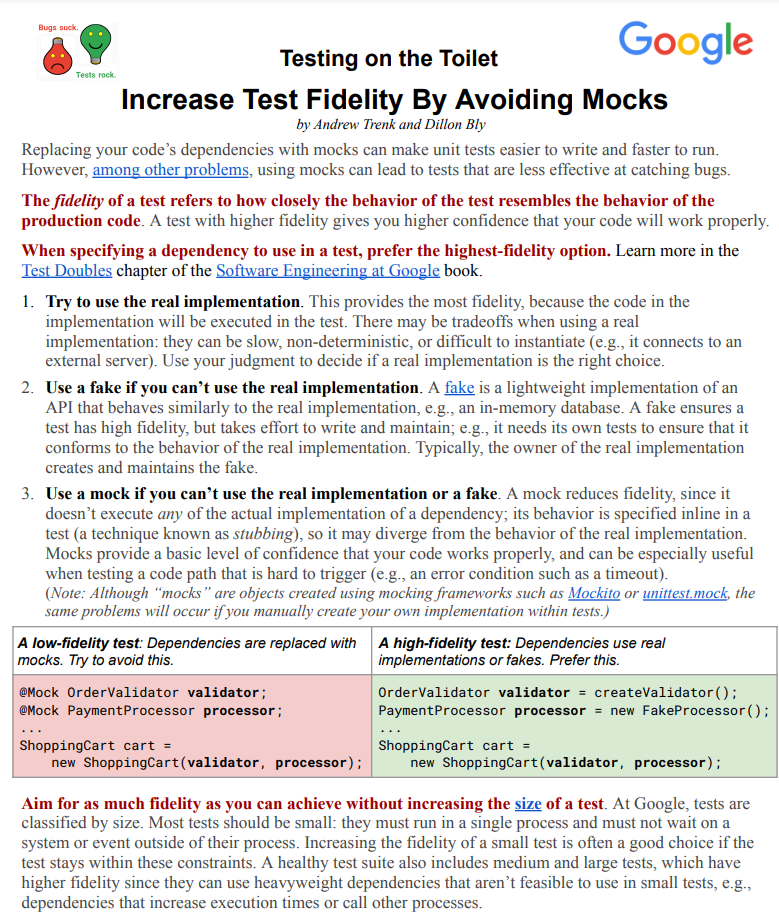 Bugs suck.
Tests rock.
Google
Testing on the Toilet
Increase Test Fidelity By Avoiding Mocks
by Andrew Trenk and Dillon Bly
Replacing your code’s dependencies with mocks can make unit tests easier to write and faster to run.
However, among other problems, using mocks can lead to tests that are less effective at catching bugs.
The fidelity of a test refers to how closely the behavior of the test resembles the behavior of the
production code. A test with higher fidelity gives you higher confidence that your code will work properly.
When specifying a dependency to use in a test, prefer the highest-fidelity option. Learn more in the
Test Doubles chapter of the Software Engineering at Google book.
1. Try to use the real implementation. This provides the most fidelity, because the code in the
implementation will be executed in the test. There may be tradeoffs when using a real
implementation: they can be slow, non-deterministic, or difficult to instantiate (e.g., it connects to an
external server). Use your judgment to decide if a real implementation is the right choice.
2. Use a fake if you can’t use the real implementation. A fake is a lightweight implementation of an
API that behaves similarly to the real implementation, e.g., an in-memory database. A fake ensures a
test has high fidelity, but takes effort to write and maintain; e.g., it needs its own tests to ensure that it
conforms to the behavior of the real implementation. Typically, the owner of the real implementation
creates and maintains the fake.
3. Use a mock if you can’t use the real implementation or a fake. A mock reduces fidelity, since it
doesn’t execute any of the actual implementation of a dependency; its behavior is specified inline in a
test (a technique known as stubbing), so it may diverge from the behavior of the real implementation.
Mocks provide a basic level of confidence that your code works properly, and can be especially useful
when testing a code path that is hard to trigger (e.g., an error condition such as a timeout).
(Note: Although “mocks” are objects created using mocking frameworks such as Mockito or unittest.mock, the
same problems will occur if you manually create your own implementation within tests.)
A low-fidelity test: Dependencies are replaced with
mocks. Try to avoid this.
@Mock OrderValidator validator;
@Mock PaymentProcessor processor;
...
ShoppingCart cart =
new ShoppingCart(validator, processor);
A high-fidelity test: Dependencies use real
implementations or fakes. Prefer this.
OrderValidator validator = createValidator();
PaymentProcessor processor = new FakeProcessor();
...
ShoppingCart cart =
new ShoppingCart(validator, processor);
Aim for as much fidelity as you can achieve without increasing the size of a test. At Google, tests are
classified by size. Most tests should be small: they must run in a single process and must not wait on a
system or event outside of their process. Increasing the fidelity of a small test is often a good choice if the
test stays within these constraints. A healthy test suite also includes medium and large tests, which have
higher fidelity since they can use heavyweight dependencies that aren’t feasible to use in small tests, e.g.,
dependencies that increase execution times or call other processes.